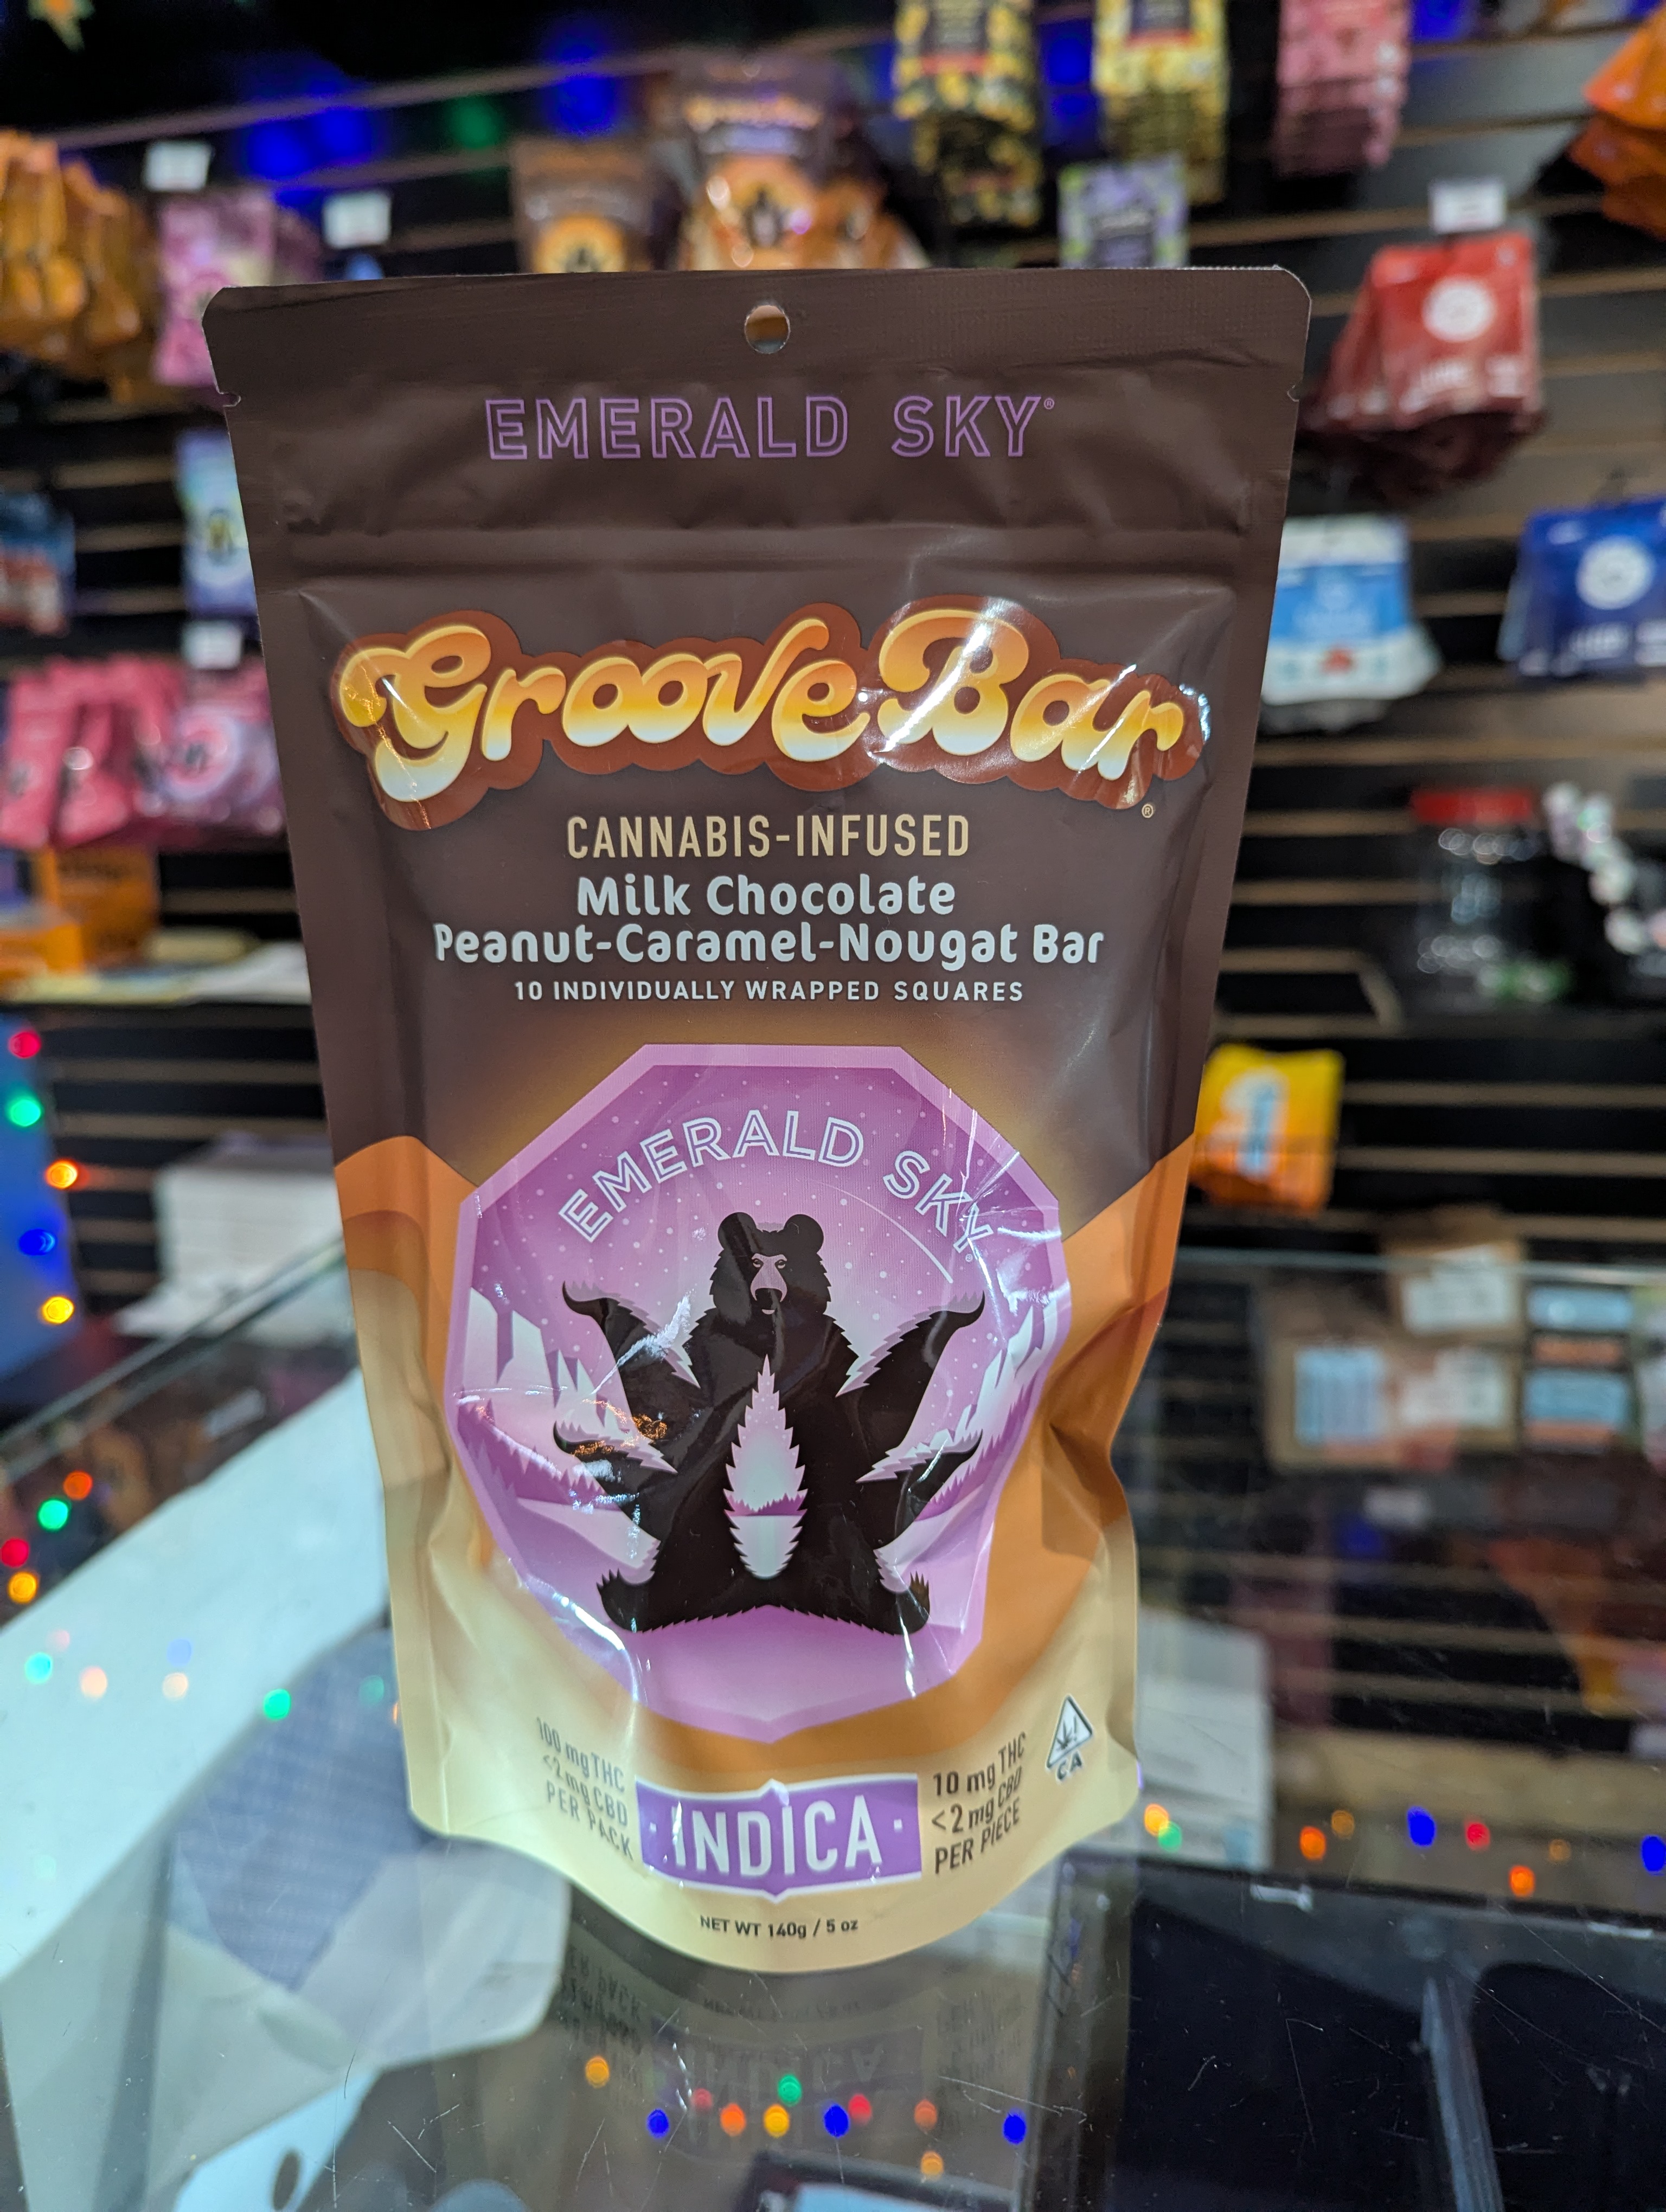 EMERALD SKY®
Groove Bar
®
CANNABIS-INFUSED
Milk Chocolate
Peanut-Caramel-Nougat Bar
10 INDIVIDUALLY WRAPPED SQUARES
EMERALD SKY
100 mg THC
<2 mg CBD
PER PACK
· INDICA ·
10 mg THC
<2 mg CBD
PER PIECE
CA
NET WT 140g / 5 oz